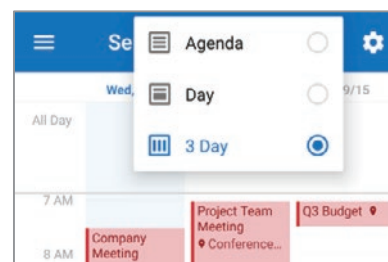 Se
Agenda
Day
3 Day
Wed,
9/15
All Day
7 AM
8 AM
Company
Meeting
Project Team
Meeting
Conference...
Q3 Budget